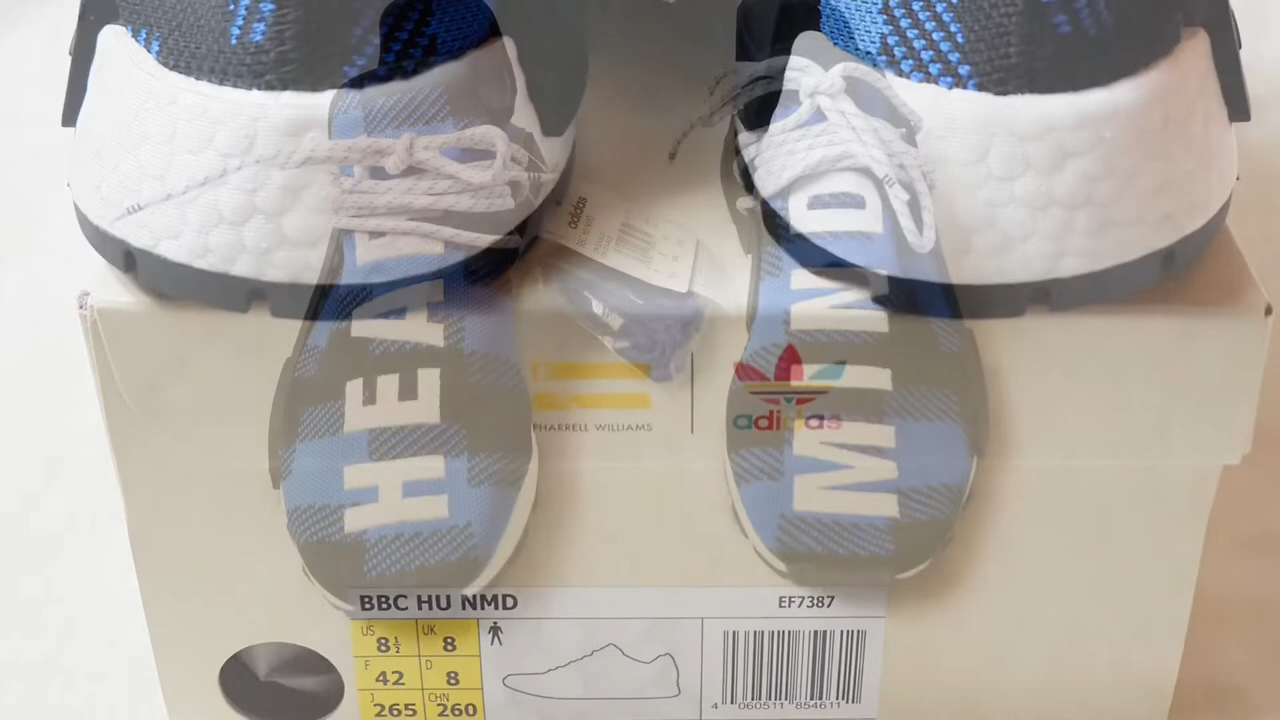 HEAR
MIND
adidas
PHARRELL WILLIAMS
adidas
BBC HU NMD
EF7387
US 8½ UK 8
F 42 D 8
J 265 CHN 260
4 060511 854611